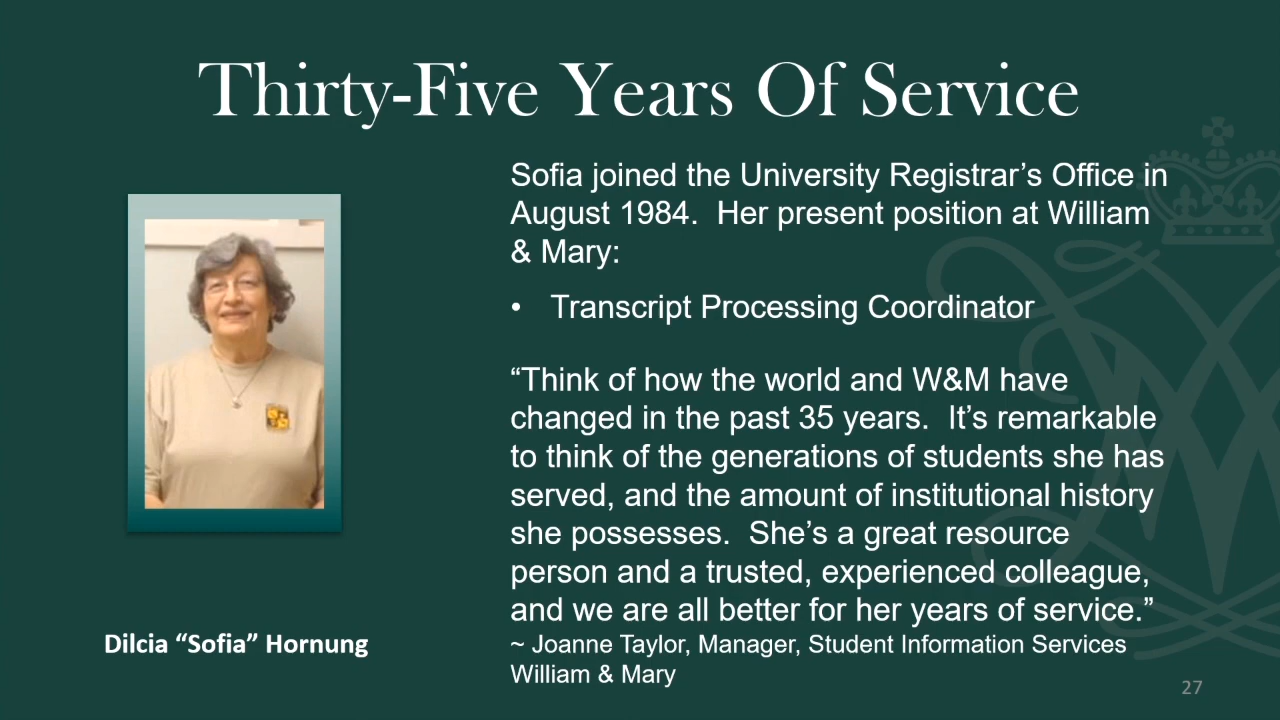 Thirty-Five Years Of Service
Sofia joined the University Registrar’s Office in
August 1984.  Her present position at William
& Mary:
•   Transcript Processing Coordinator
“Think of how the world and W&M have
changed in the past 35 years.  It’s remarkable
to think of the generations of students she has
served, and the amount of institutional history
she possesses.  She’s a great resource
person and a trusted, experienced colleague,
and we are all better for her years of service.”
~ Joanne Taylor, Manager, Student Information Services
William & Mary
Dilcia “Sofia” Hornung
27